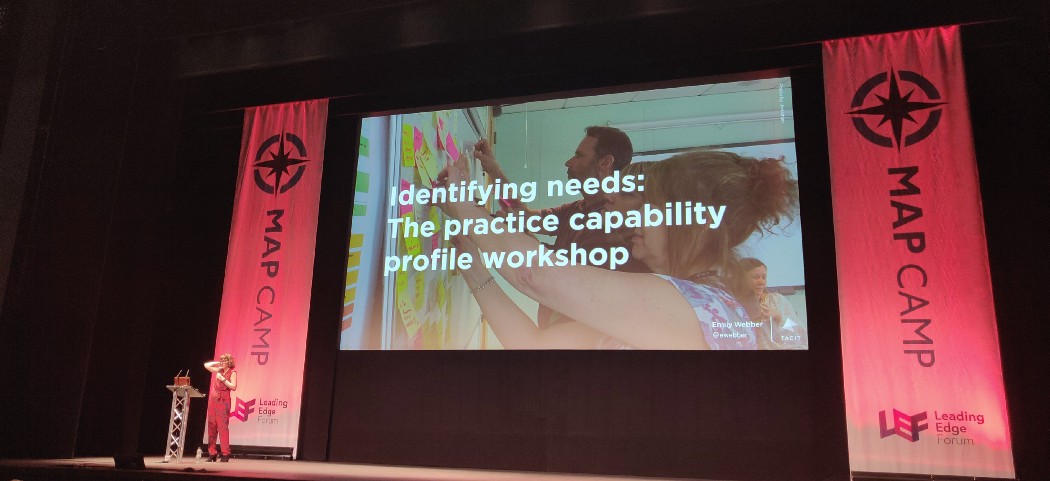 MAP CAMP
Leading
Edge
Forum
Identifying needs:
The practice capability
profile workshop
Emily Webber
@ewebber
TACIT
MAP CAMP
LEF
Leading
Edge
Forum